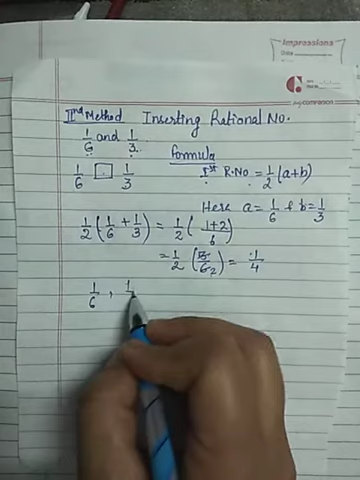 Impressions
IInd Method Inserting Rational No.
1/6 and 1/3.
Formula
1/6 □ 1/3
Ist R.No = 1/2 (a+b)
Here a = 1/6 & b = 1/3
1/2 (1/6 + 1/3) = 1/2 (1+2/6)
= 1/2 (3/6 2) = 1/4
1/6 , 1